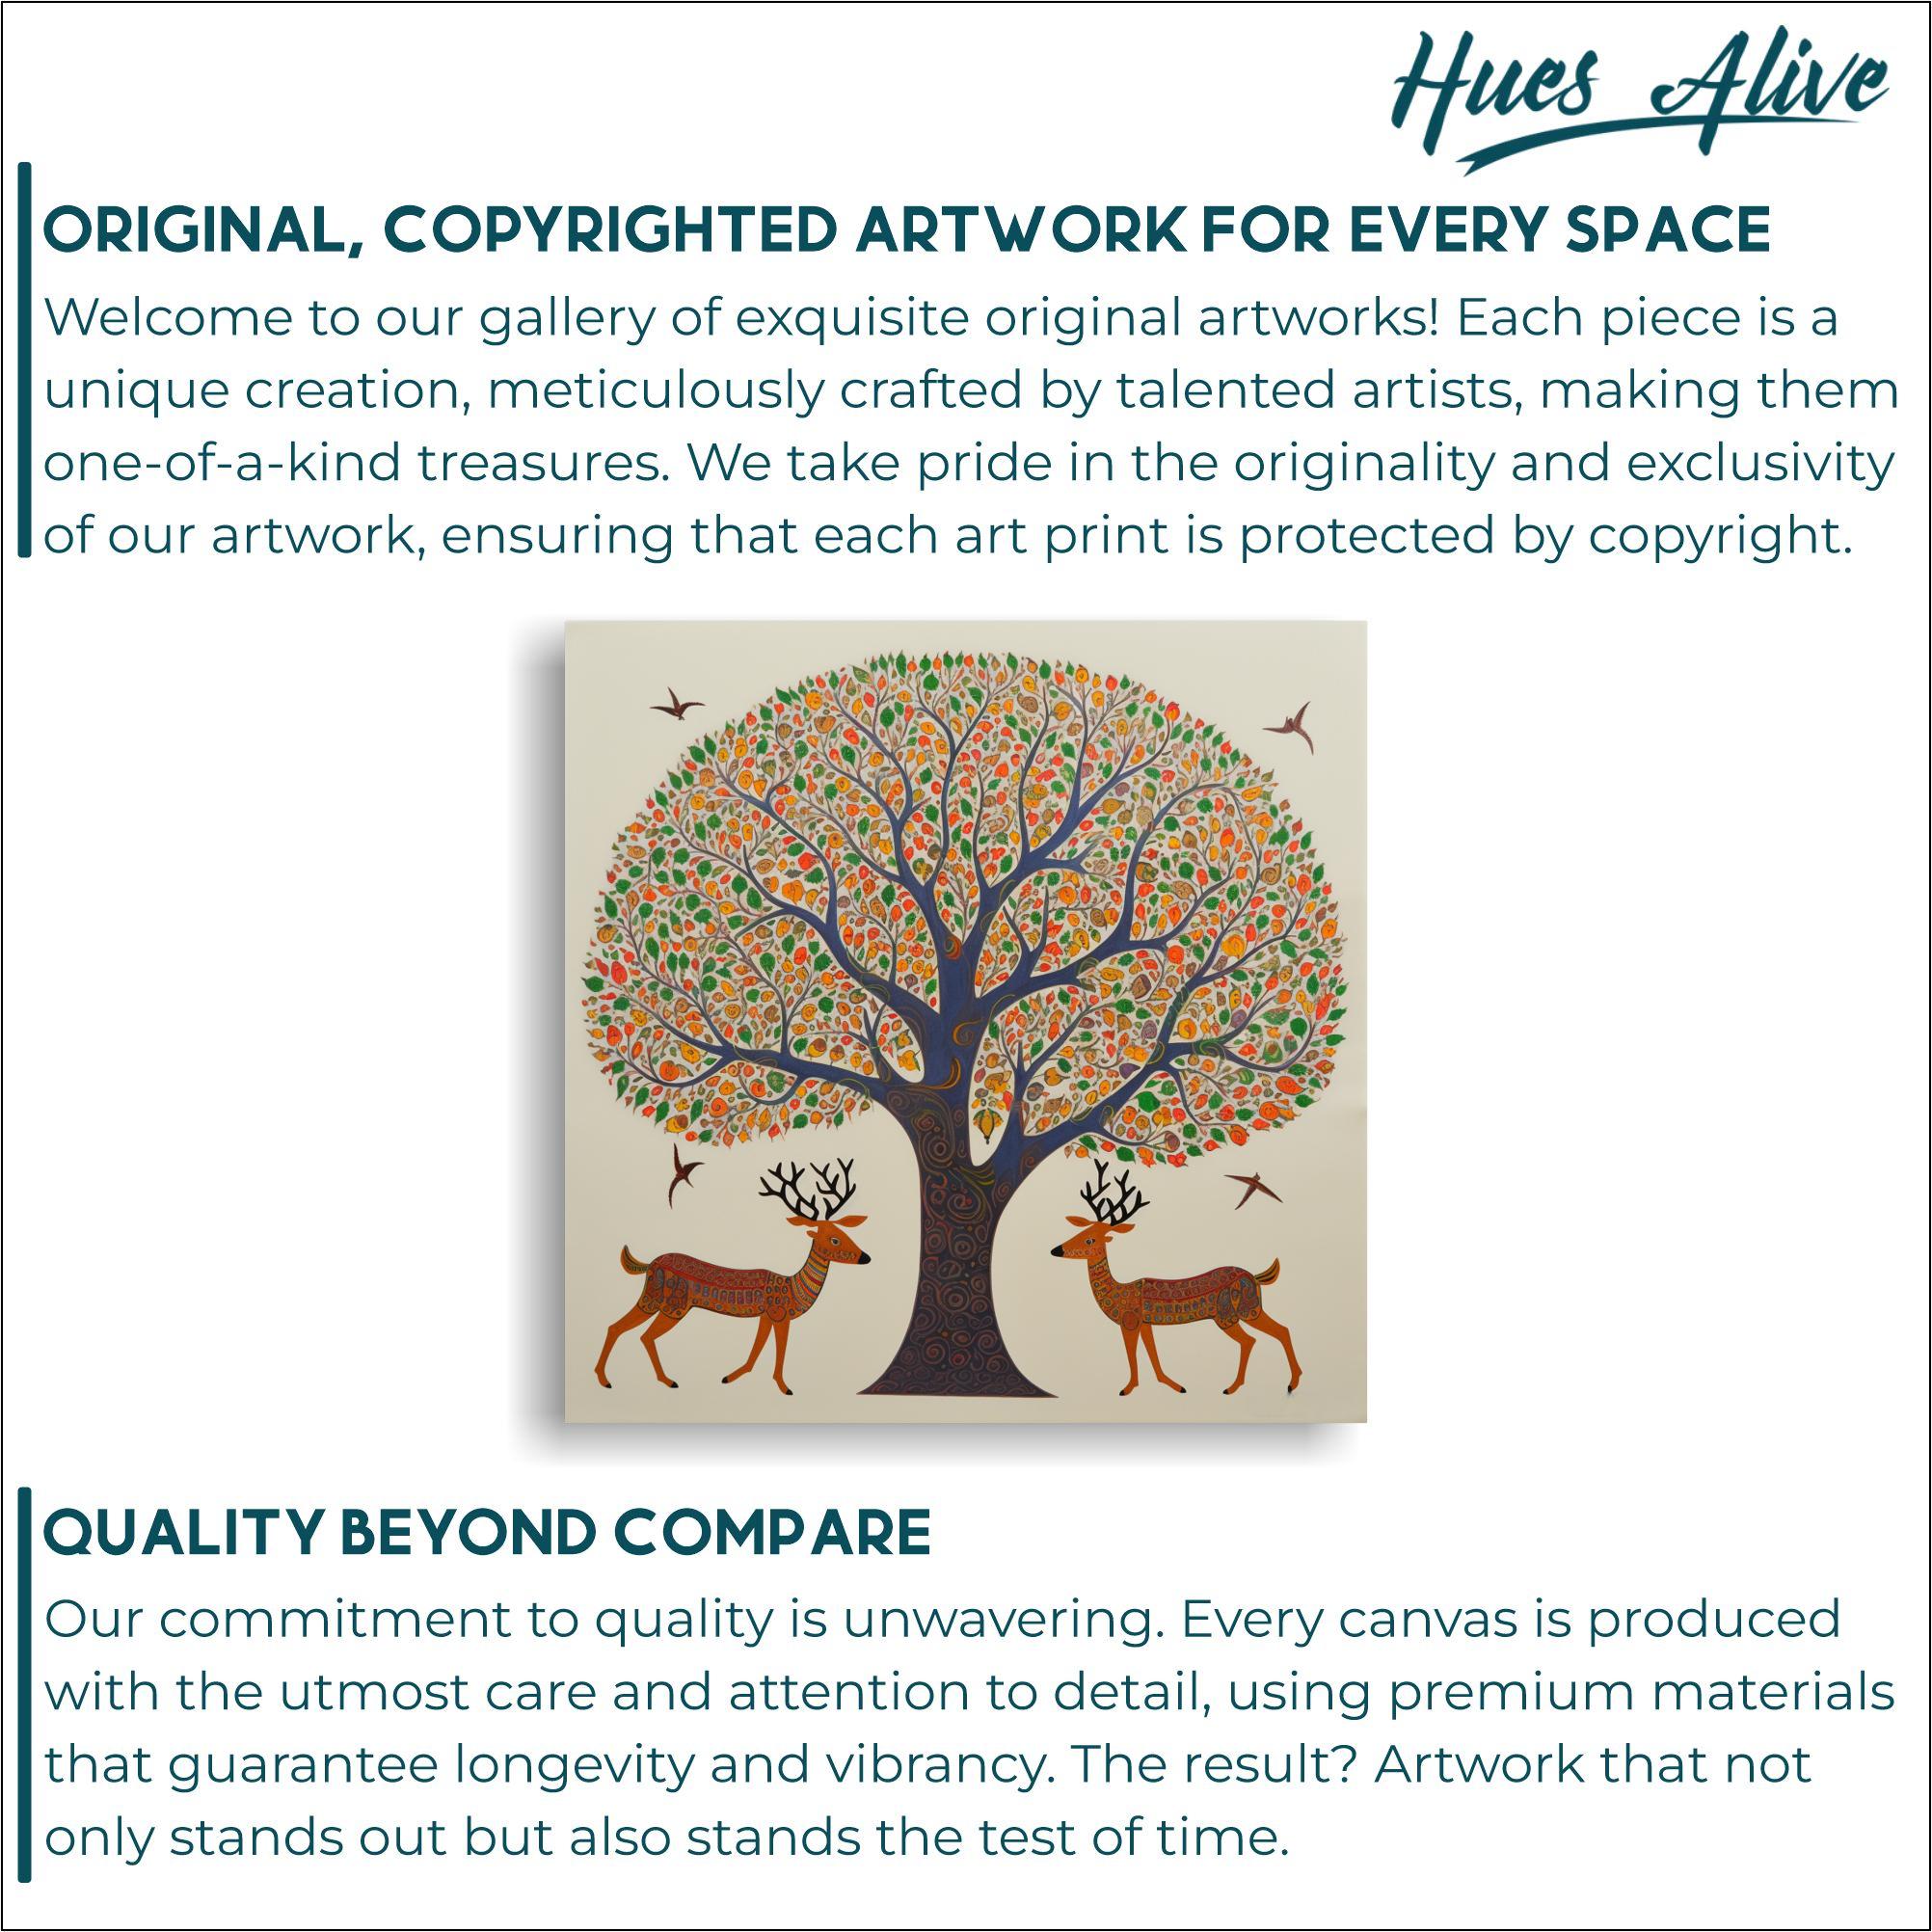 Hues Alive
ORIGINAL, COPYRIGHTED ARTWORK FOR EVERY SPACE
Welcome to our gallery of exquisite original artworks! Each piece is a
unique creation, meticulously crafted by talented artists, making them
one-of-a-kind treasures. We take pride in the originality and exclusivity
of our artwork, ensuring that each art print is protected by copyright.
QUALITY BEYOND COMPARE
Our commitment to quality is unwavering. Every canvas is produced
with the utmost care and attention to detail, using premium materials
that guarantee longevity and vibrancy. The result? Artwork that not
only stands out but also stands the test of time.